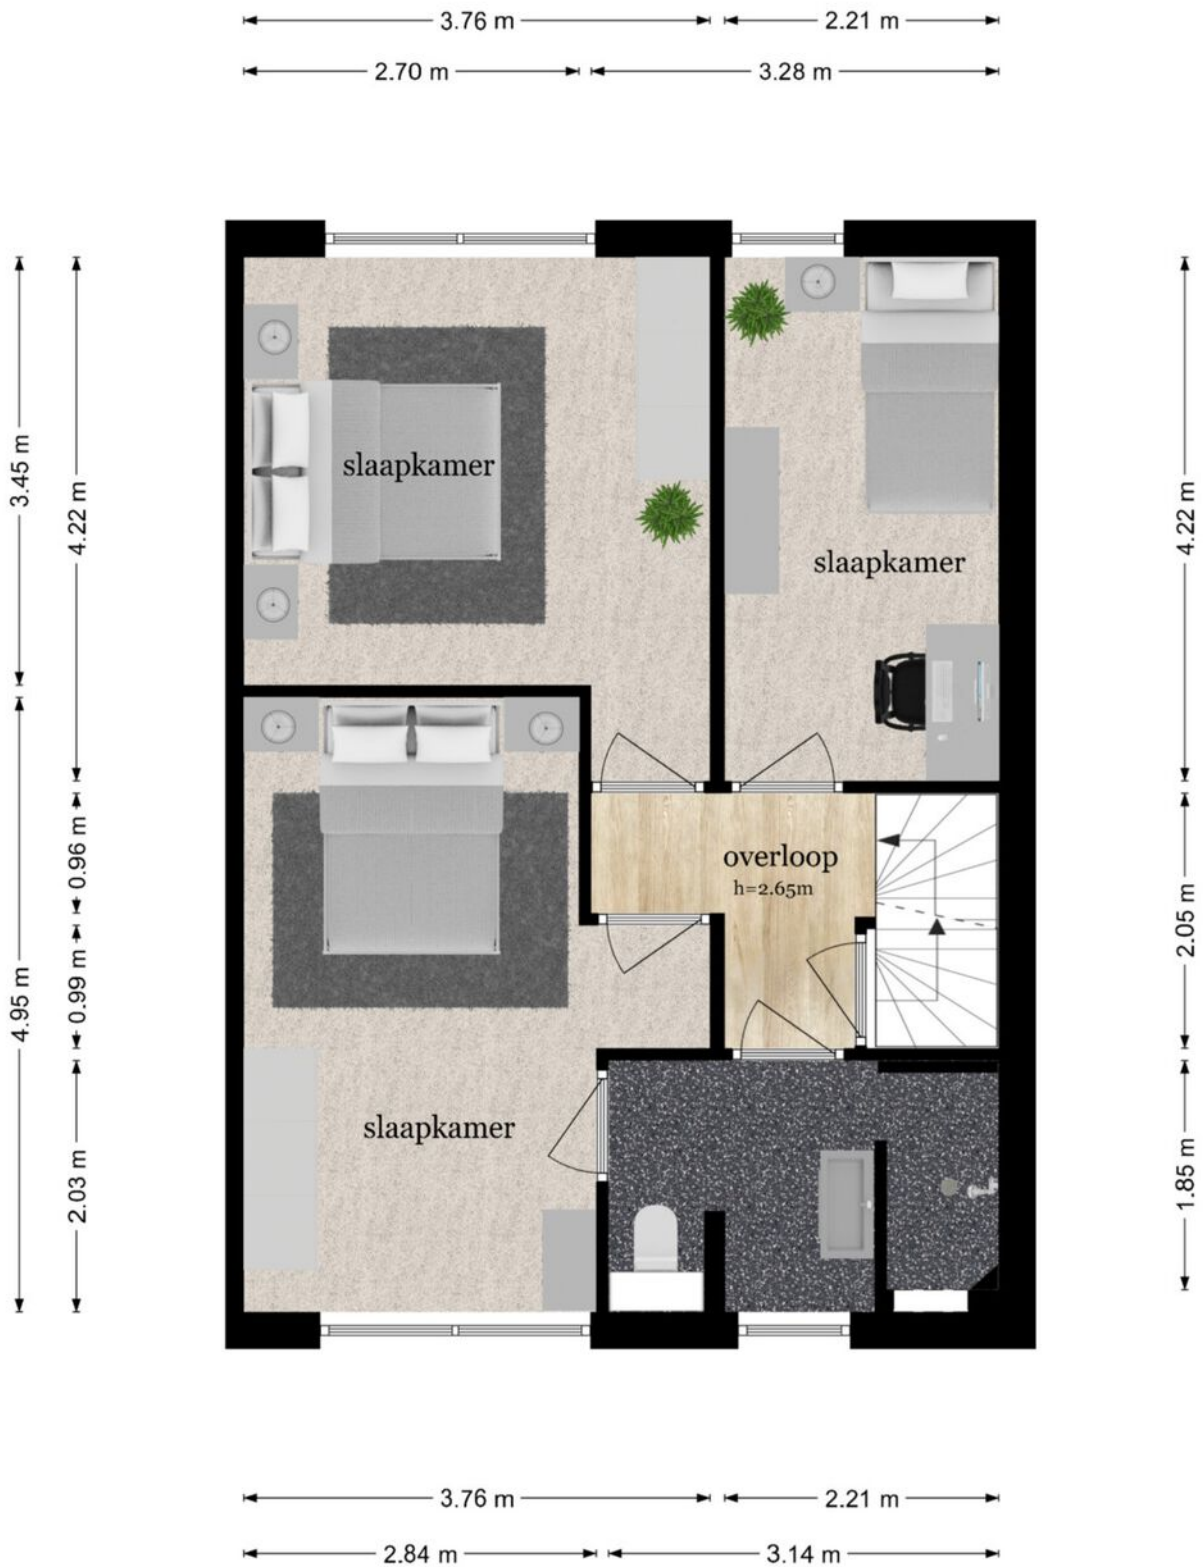 3.76 m
2.21 m
2.70 m
3.28 m
3.45 m
4.22 m
4.22 m
slaapkamer
slaapkamer
overloop
h=2.65m
0.96 m
0.99 m
2.05 m
4.95 m
slaapkamer
2.03 m
1.85 m
3.76 m
2.21 m
2.84 m
3.14 m